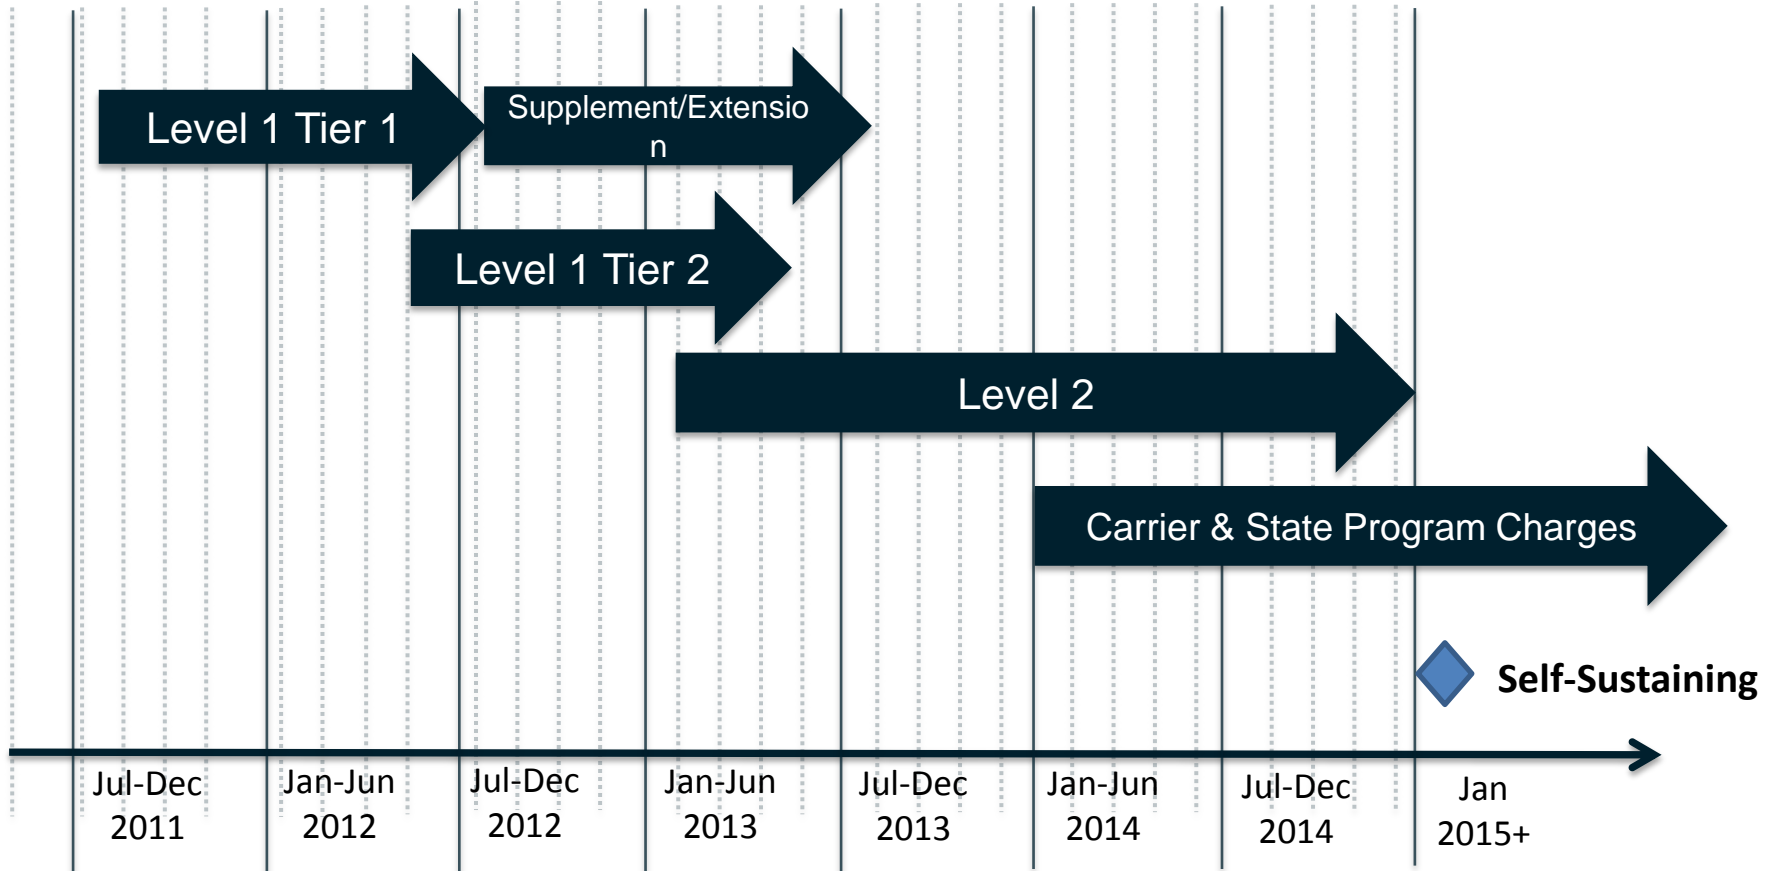 Level 1 Tier 1
Supplement/Extensio
n
Level 1 Tier 2
Level 2
Carrier & State Program Charges
Self-Sustaining
Jul-Dec
2011
Jan-Jun
2012
Jul-Dec
2012
Jan-Jun
2013
Jul-Dec
2013
Jan-Jun
2014
Jul-Dec
2014
Jan
2015+